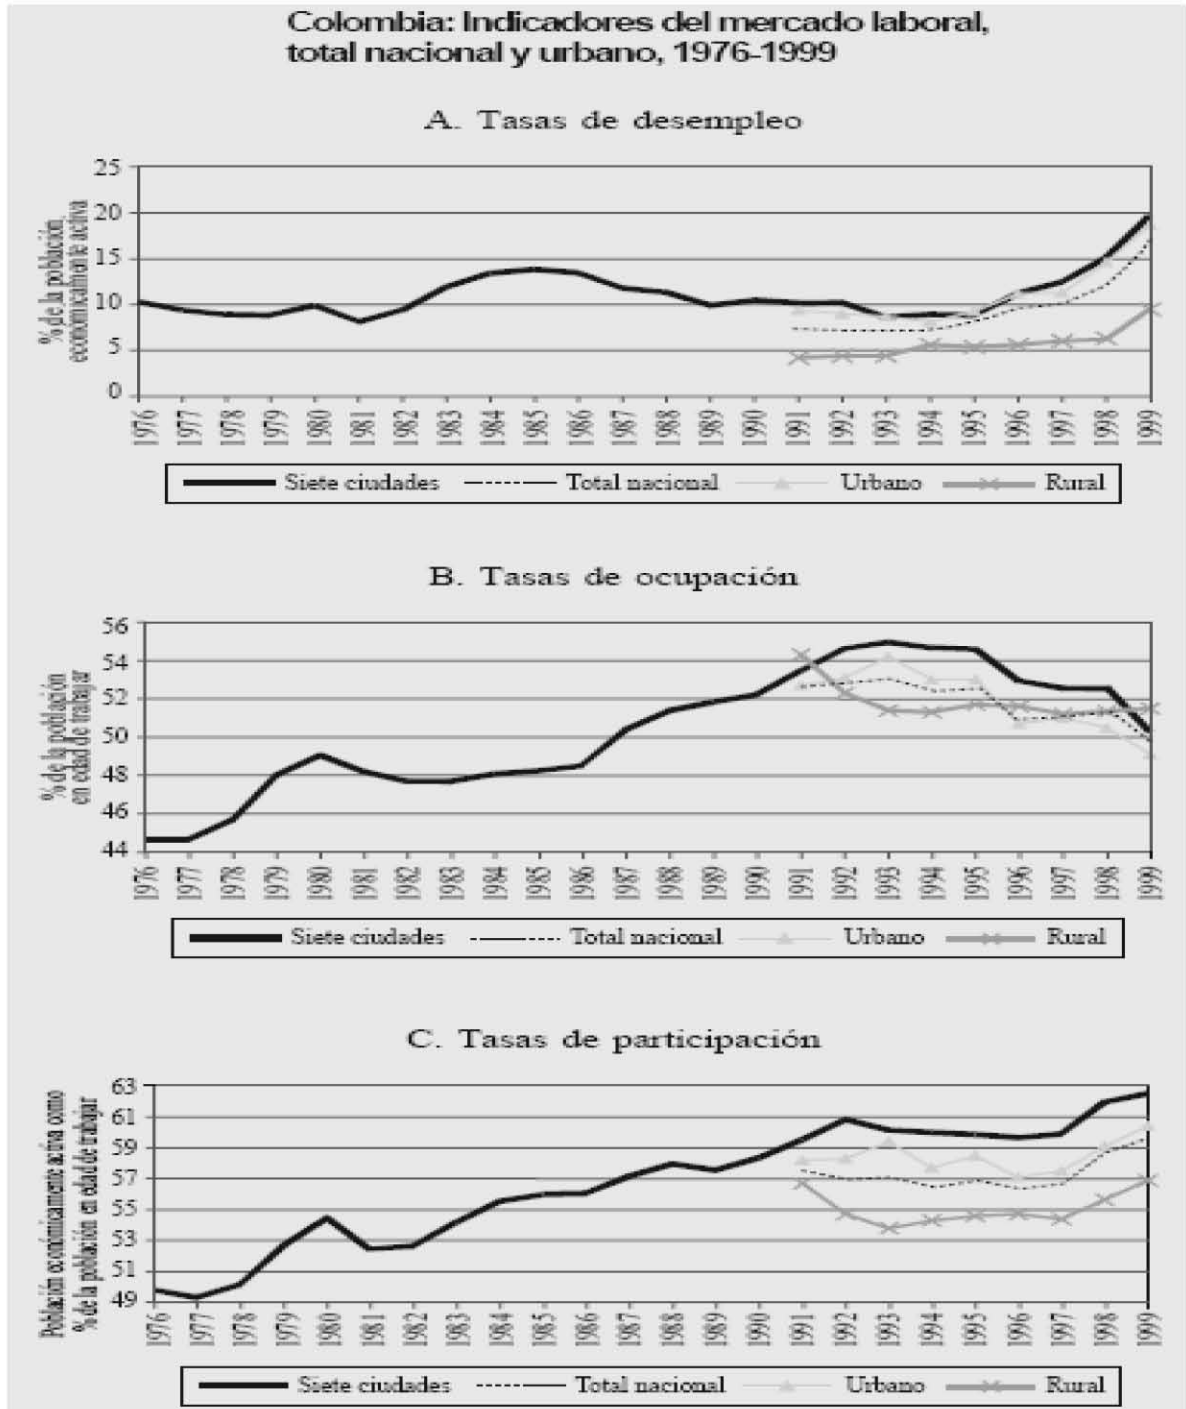 Colombia: Indicadores del mercado laboral,
total nacional y urbano, 1976-1999
A. Tasas de desempleo
% de la población,
económicamente activa
25
20
15
10
5
0
1976 1977 1978 1979 1980 1981 1982 1983 1984 1985 1986 1987 1988 1989 1990 1991 1992 1993 1994 1995 1996 1997 1998 1999
Siete ciudades Total nacional Urbano Rural
B. Tasas de ocupación
% de la población
en edad de trabajar
56
54
52
50
48
46
44
1976 1977 1978 1979 1980 1981 1982 1983 1984 1985 1986 1987 1988 1989 1990 1991 1992 1993 1994 1995 1996 1997 1998 1999
Siete ciudades Total nacional Urbano Rural
C. Tasas de participación
Población económicamente activa como
% de la población en edad de trabajar
63
61
59
57
55
53
51
49
1976 1977 1978 1979 1980 1981 1982 1983 1984 1985 1986 1987 1988 1989 1990 1991 1992 1993 1994 1995 1996 1997 1998 1999
Siete ciudades Total nacional Urbano Rural